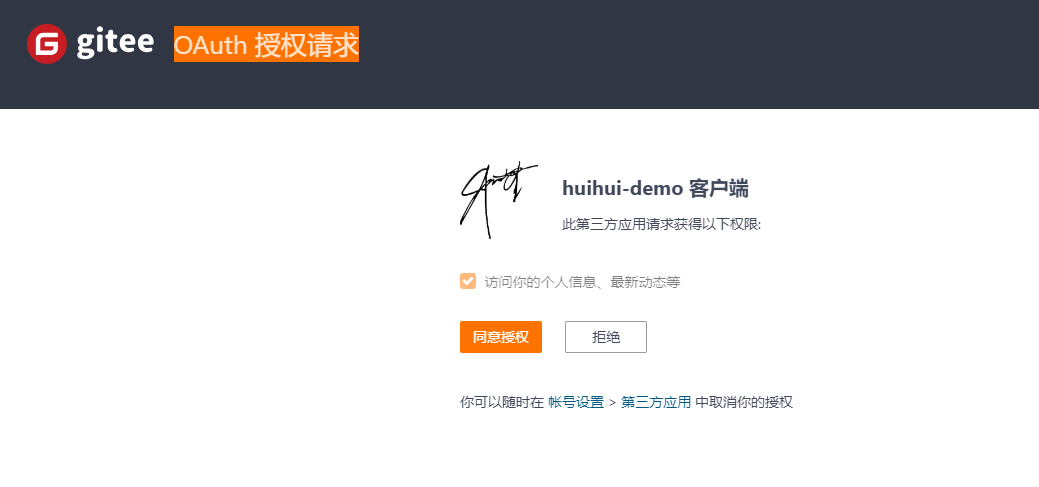 gitee OAuth 授权请求
huihui-demo 客户端
此第三方应用请求获得以下权限:
访问你的个人信息、最新动态等
同意授权 拒绝
你可以随时在 帐号设置 > 第三方应用 中取消你的授权